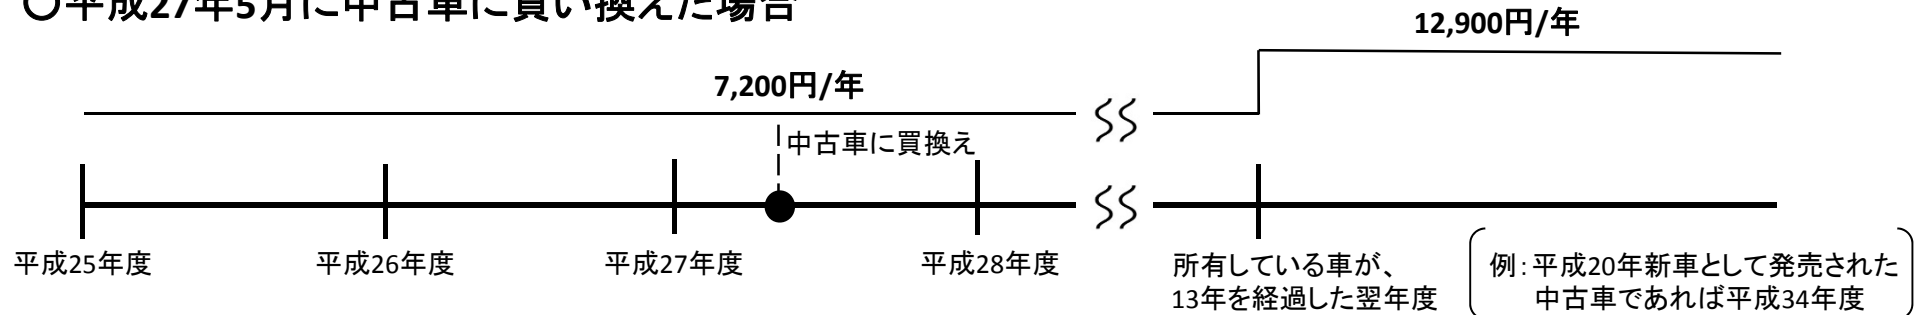 〇平成27年5月に中古車に買い換えた場合
12,900円/年
7,200円/年
中古車に買換え
平成25年度
平成26年度
平成27年度
平成28年度
所有している車が、
13年を経過した翌年度
例：平成20年新車として発売された
中古車であれば平成34年度